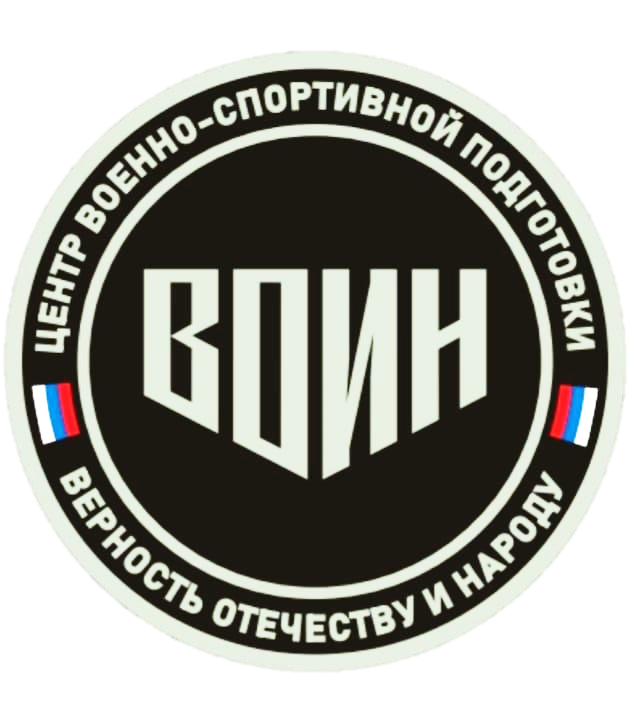 ЦЕНТР ВОЕННО-СПОРТИВНОЙ ПОДГОТОВКИ
ВОИН
ВЕРНОСТЬ ОТЕЧЕСТВУ И НАРОДУ